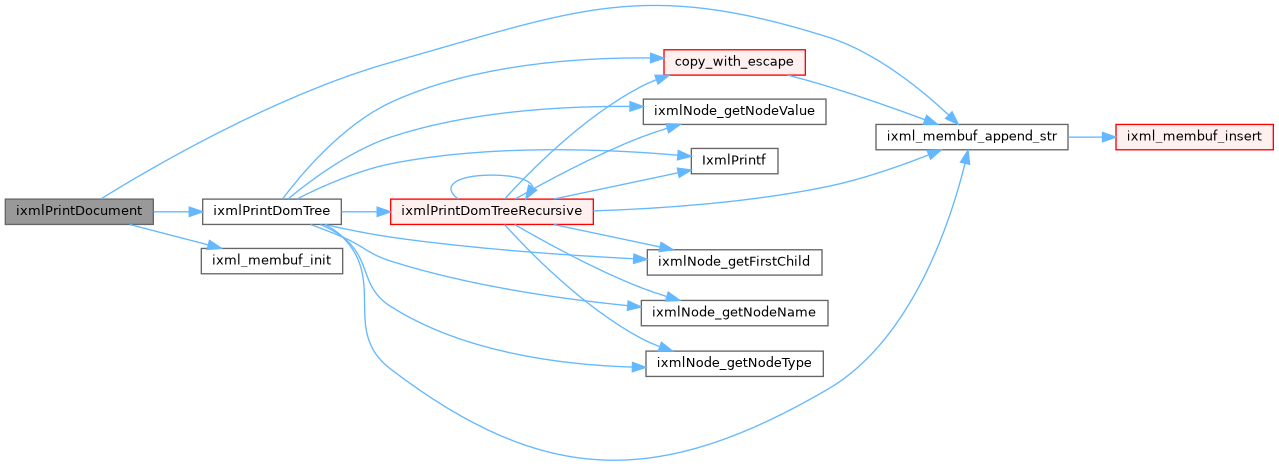 copy_with_escape
ixmlNode_getNodeValue
ixml_membuf_append_str
ixml_membuf_insert
IxmlPrintf
ixmlPrintDocument
ixmlPrintDomTree
ixmlPrintDomTreeRecursive
ixml_membuf_init
ixmlNode_getFirstChild
ixmlNode_getNodeName
ixmlNode_getNodeType